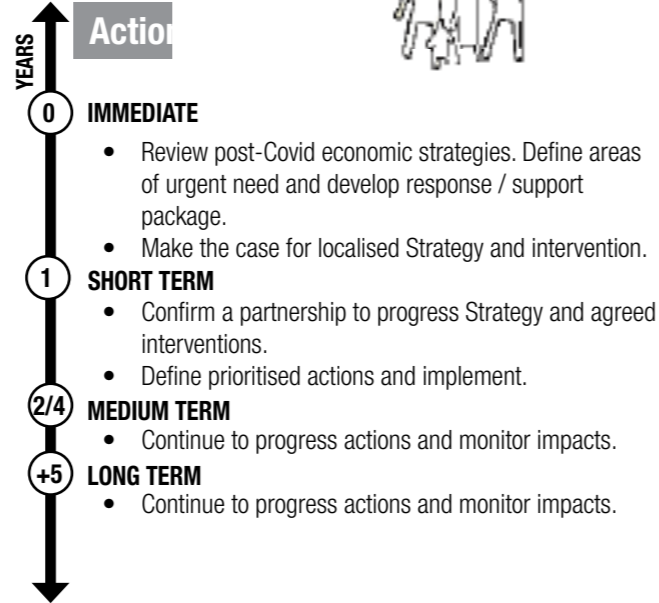 YEARS
Action
0 IMMEDIATE
• Review post-Covid economic strategies. Define areas
of urgent need and develop response / support
package.
• Make the case for localised Strategy and intervention.
1 SHORT TERM
• Confirm a partnership to progress Strategy and agreed
interventions.
• Define prioritised actions and implement.
2/4 MEDIUM TERM
• Continue to progress actions and monitor impacts.
+5 LONG TERM
• Continue to progress actions and monitor impacts.